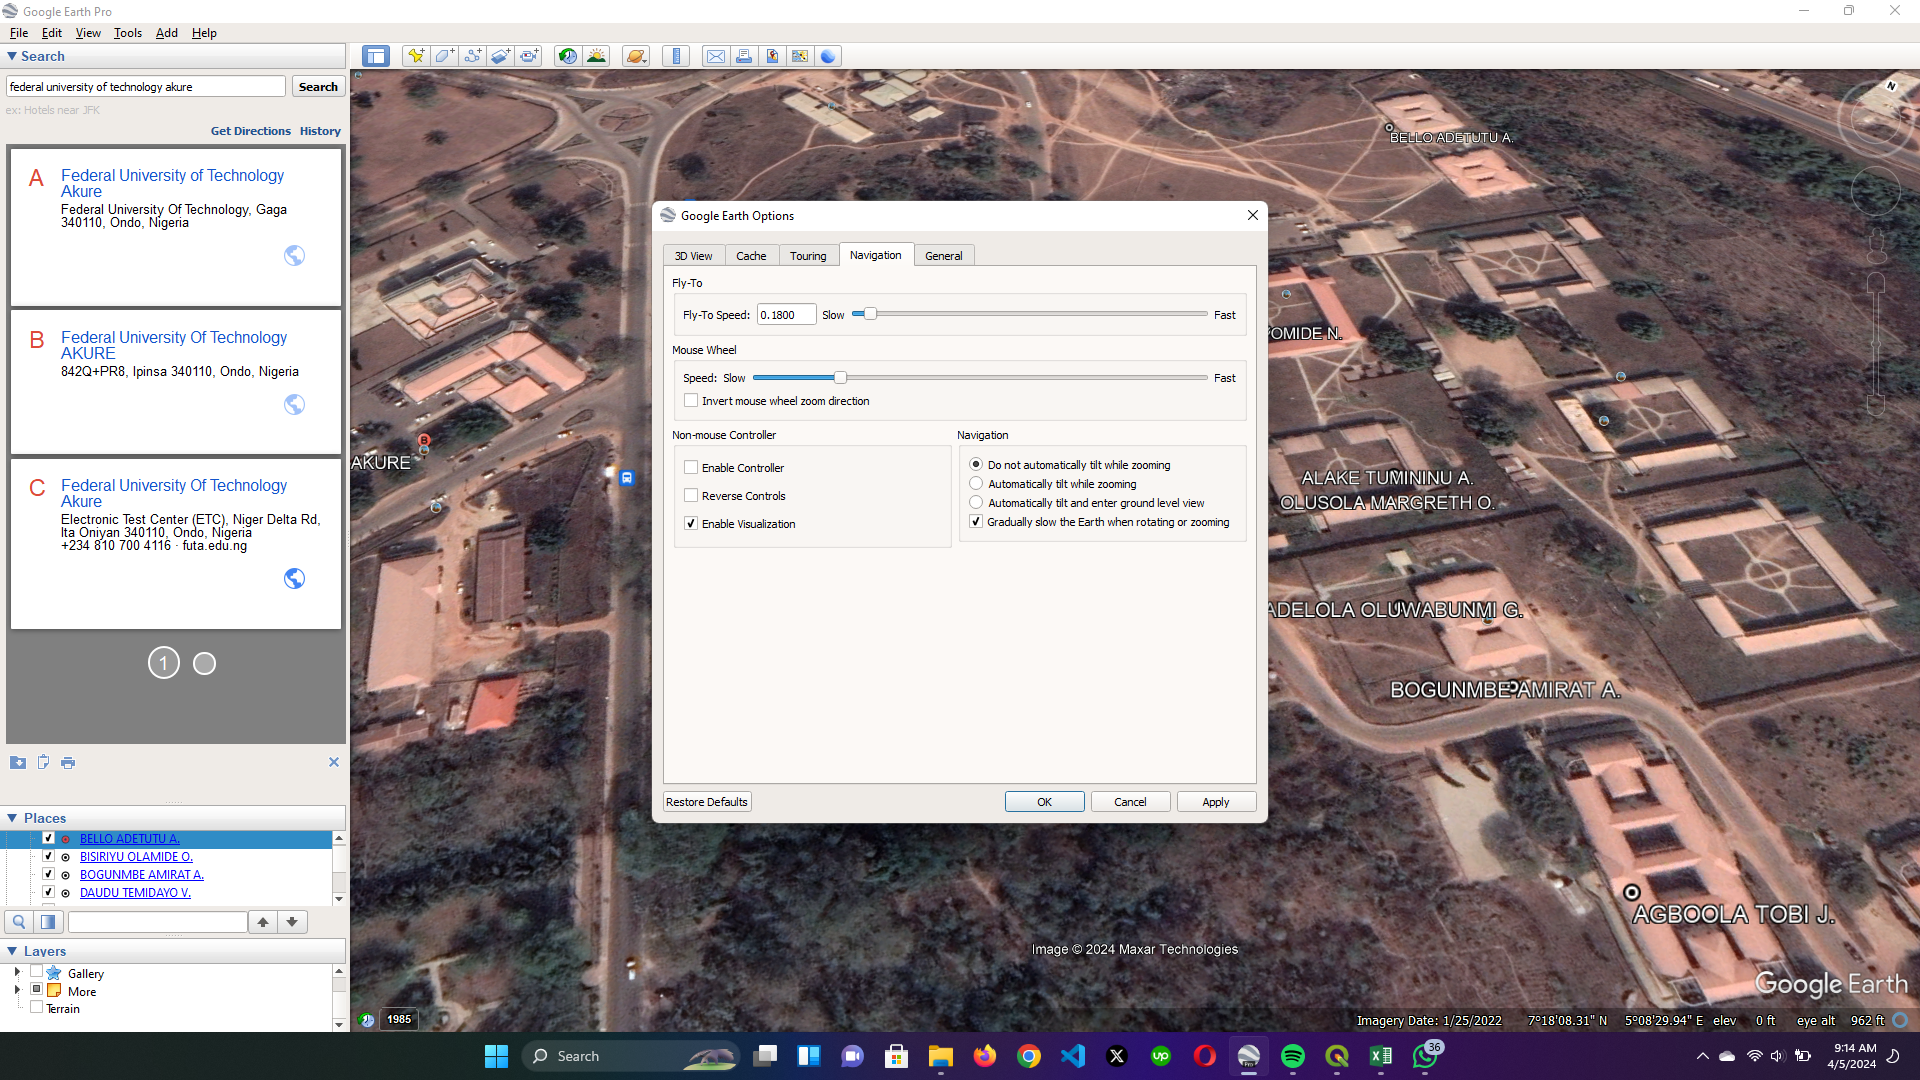 Google Earth Pro
File Edit View Tools Add Help
Search
federal university of technology akure
Search
ex: Hotels near JFK
Get Directions History
A
Federal University of Technology
Akure
Federal University Of Technology, Gaga
340110, Ondo, Nigeria
B
Federal University Of Technology
AKURE
842Q+PR8, Ipinsa 340110, Ondo, Nigeria
C
Federal University Of Technology
Akure
Electronic Test Center (ETC), Niger Delta Rd,
Ita Oniyan 340110, Ondo, Nigeria
+234 810 700 4116 · futa.edu.ng
1
Places
BELLO ADETUTU A.
BISIRIYU OLAMIDE O.
BOGUNMBE AMIRAT A.
DAUDU TEMIDAYO V.
Layers
Gallery
More
Terrain
N
BELLO ADETUTU A.
OMIDE N.
B
AKURE
ALAKE TUMININU A.
OLUSOLA MARGRETH O.
ADELOLA OLUWABUNMI G.
BOGUNMBE AMIRAT A.
AGBOOLA TOBI J.
Google Earth Options
3D View Cache Touring Navigation General
Fly-To
Fly-To Speed: 0.1800 Slow Fast
Mouse Wheel
Speed: Slow Fast
Invert mouse wheel zoom direction
Non-mouse Controller
Enable Controller
Reverse Controls
Enable Visualization
Navigation
Do not automatically tilt while zooming
Automatically tilt while zooming
Automatically tilt and enter ground level view
Gradually slow the Earth when rotating or zooming
Restore Defaults OK Cancel Apply
Image © 2024 Maxar Technologies
Google Earth
1985
Imagery Date: 1/25/2022 7°18'08.31" N 5°08'29.94" E elev 0 ft eye alt 962 ft
Search
up
Pro
36
9:14 AM
4/5/2024